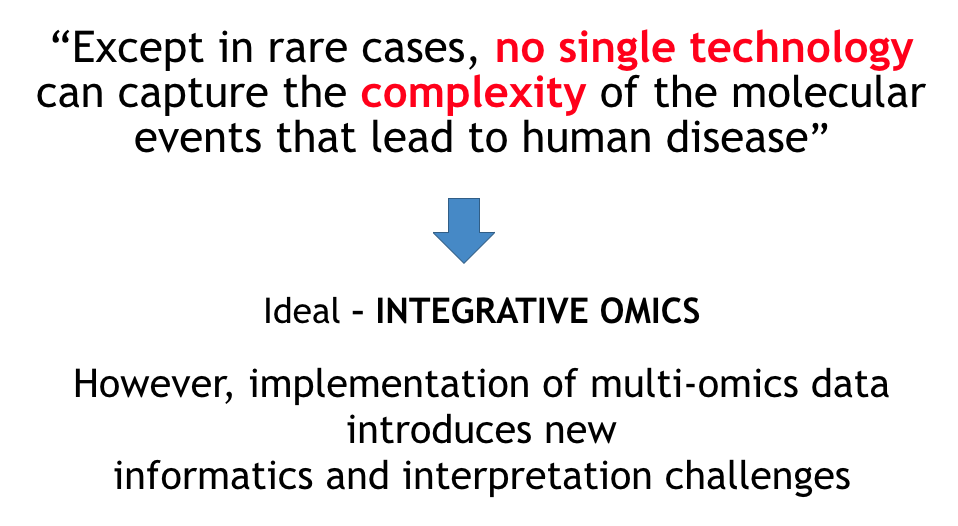 “Except in rare cases, no single technology
can capture the complexity of the molecular
events that lead to human disease”
Ideal – INTEGRATIVE OMICS
However, implementation of multi-omics data
introduces new
informatics and interpretation challenges